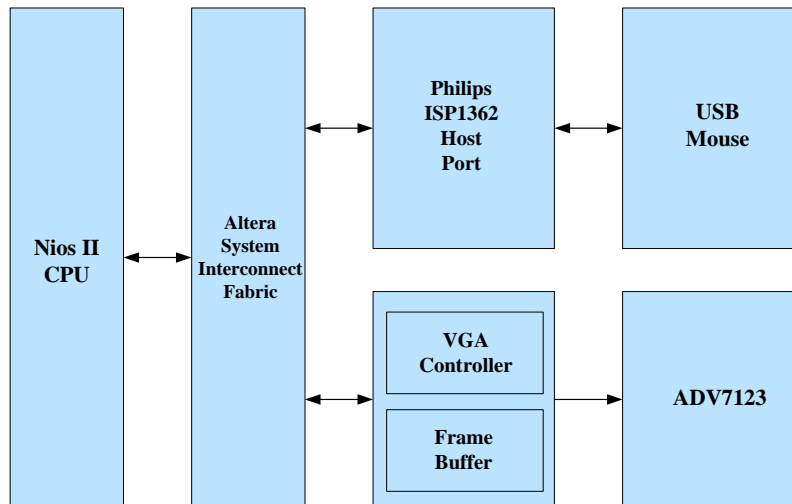 Nios II
CPU
Altera
System
Interconnect
Fabric
Philips
ISP1362
Host
Port
USB
Mouse
VGA
Controller
Frame
Buffer
ADV7123